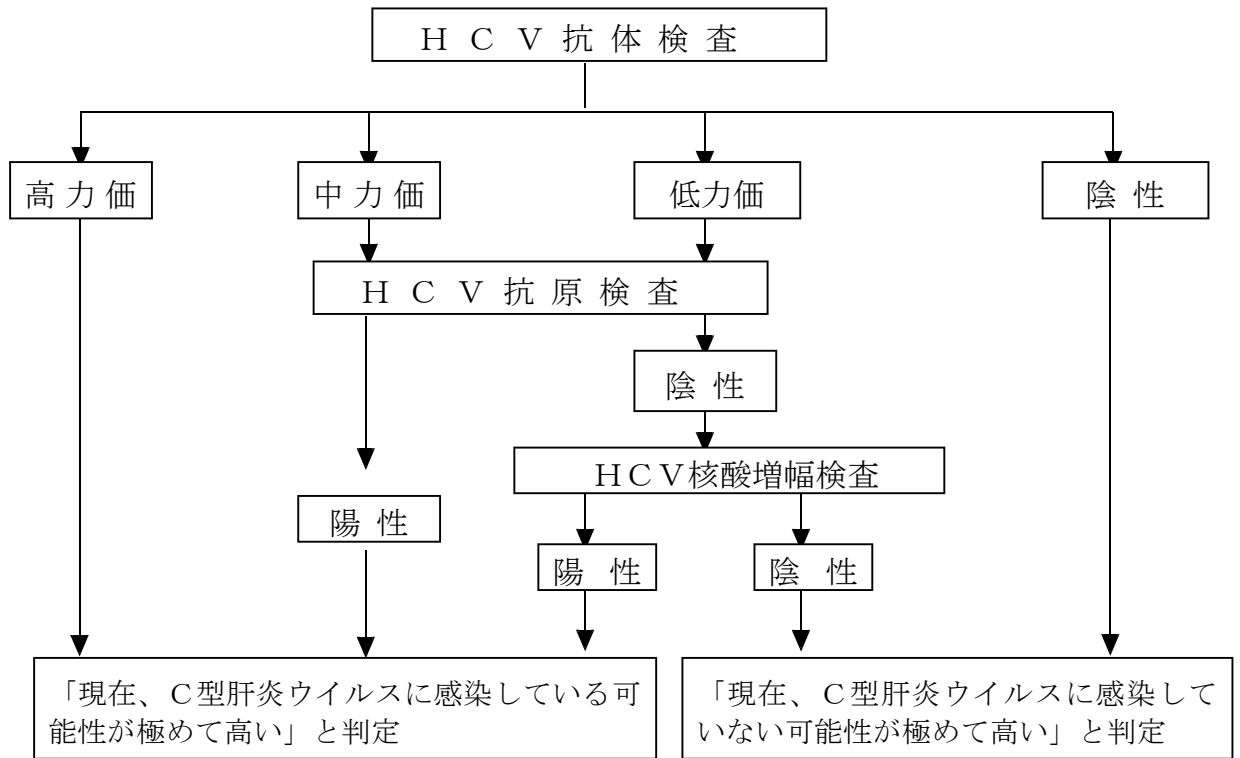 ＨＣＶ抗体検査
高力価
中力価
低力価
陰性
ＨＣＶ抗原検査
陰性
ＨＣＶ核酸増幅検査
陽性
陽性
陰性
「現在、Ｃ型肝炎ウイルスに感染している可
能性が極めて高い」と判定
「現在、Ｃ型肝炎ウイルスに感染して
いない可能性が極めて高い」と判定